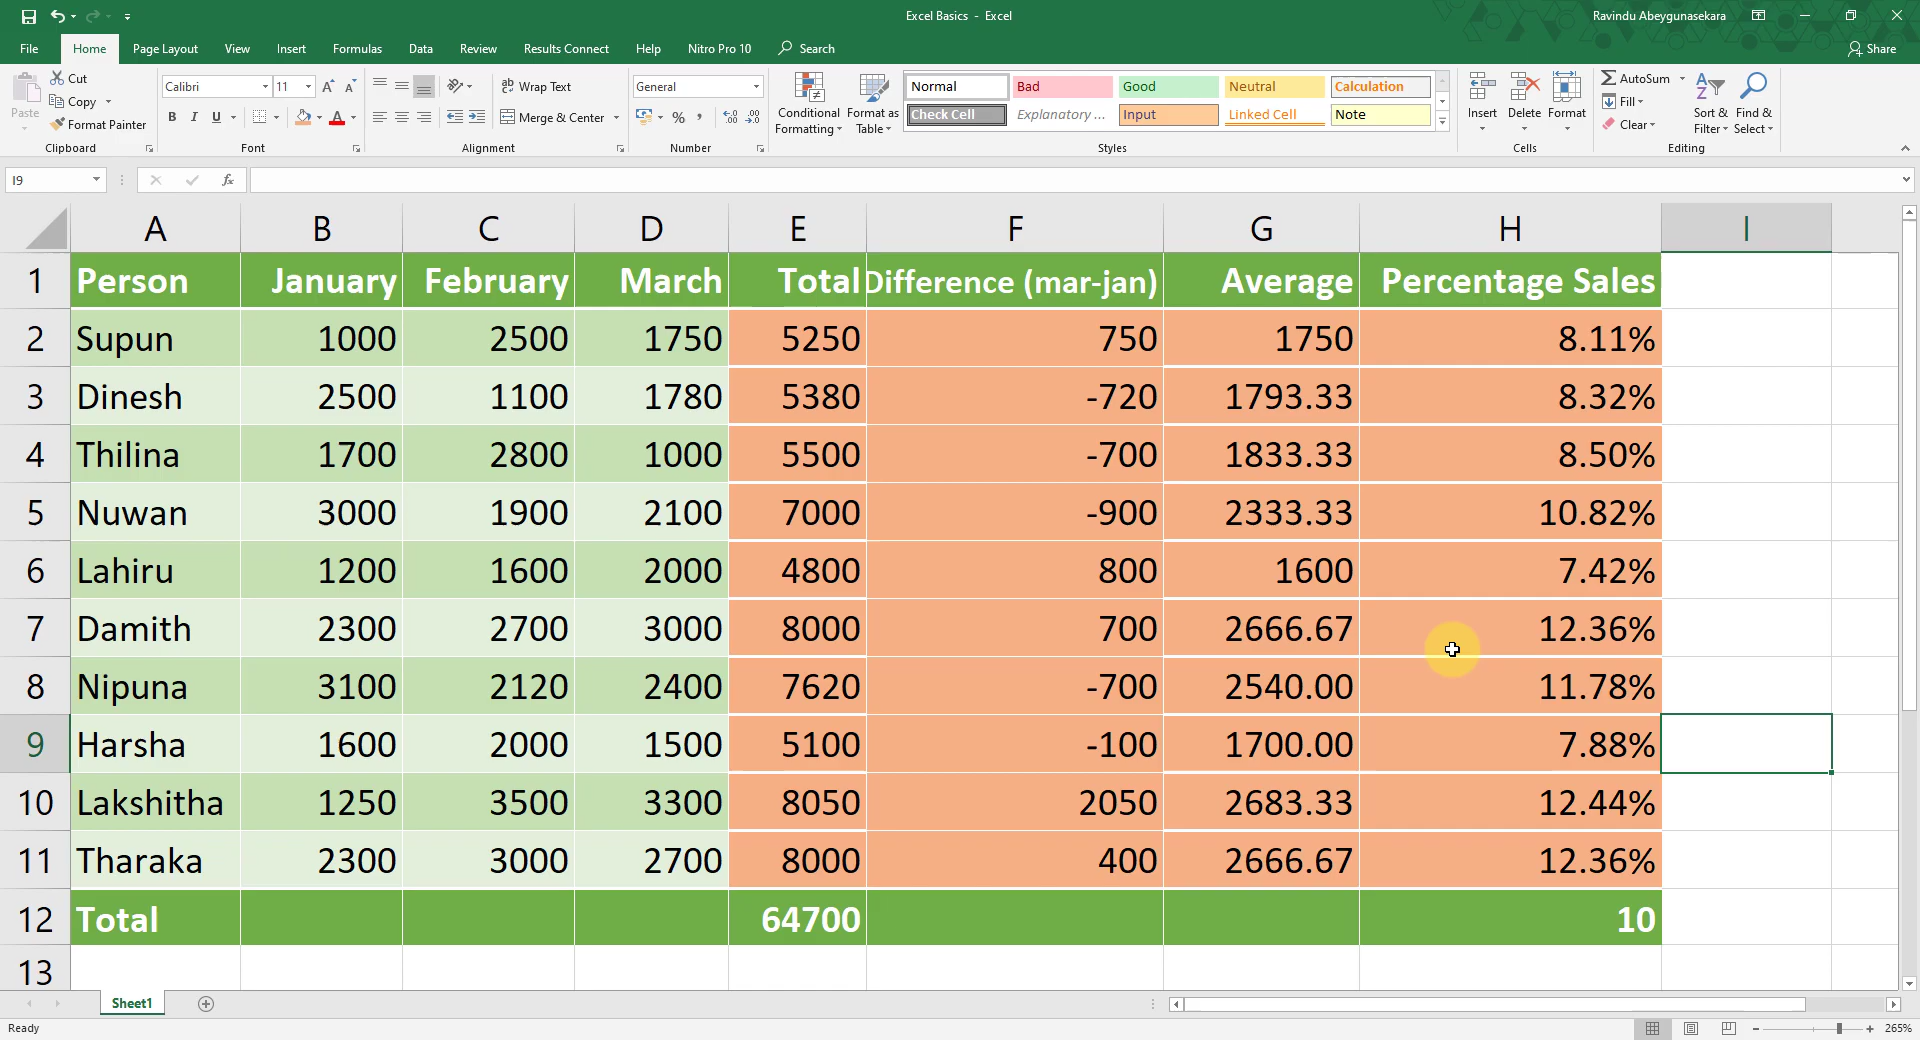 Excel Basics - Excel
Ravindu Abeygunasekara
File Home Page Layout View Insert Formulas Data Review Results Connect Help Nitro Pro 10 Search Share
Paste
Cut
Copy
Format Painter
Clipboard
Calibri 11
B I U
Font
Wrap Text
Merge & Center
Alignment
General
Number
Conditional Formatting
Format as Table
Normal Bad Good Neutral Calculation
Check Cell Explanatory ... Input Linked Cell Note
Styles
Insert Delete Format
Cells
AutoSum
Fill
Clear
Sort & Filter
Find & Select
Editing
I9 fx
A B C D E F G H I
1 Person January February March Total Difference (mar-jan) Average Percentage Sales
2 Supun 1000 2500 1750 5250 750 1750 8.11%
3 Dinesh 2500 1100 1780 5380 -720 1793.33 8.32%
4 Thilina 1700 2800 1000 5500 -700 1833.33 8.50%
5 Nuwan 3000 1900 2100 7000 -900 2333.33 10.82%
6 Lahiru 1200 1600 2000 4800 800 1600 7.42%
7 Damith 2300 2700 3000 8000 700 2666.67 12.36%
8 Nipuna 3100 2120 2400 7620 -700 2540.00 11.78%
9 Harsha 1600 2000 1500 5100 -100 1700.00 7.88%
10 Lakshitha 1250 3500 3300 8050 2050 2683.33 12.44%
11 Tharaka 2300 3000 2700 8000 400 2666.67 12.36%
12 Total 64700 10
13
Sheet1
Ready
265%